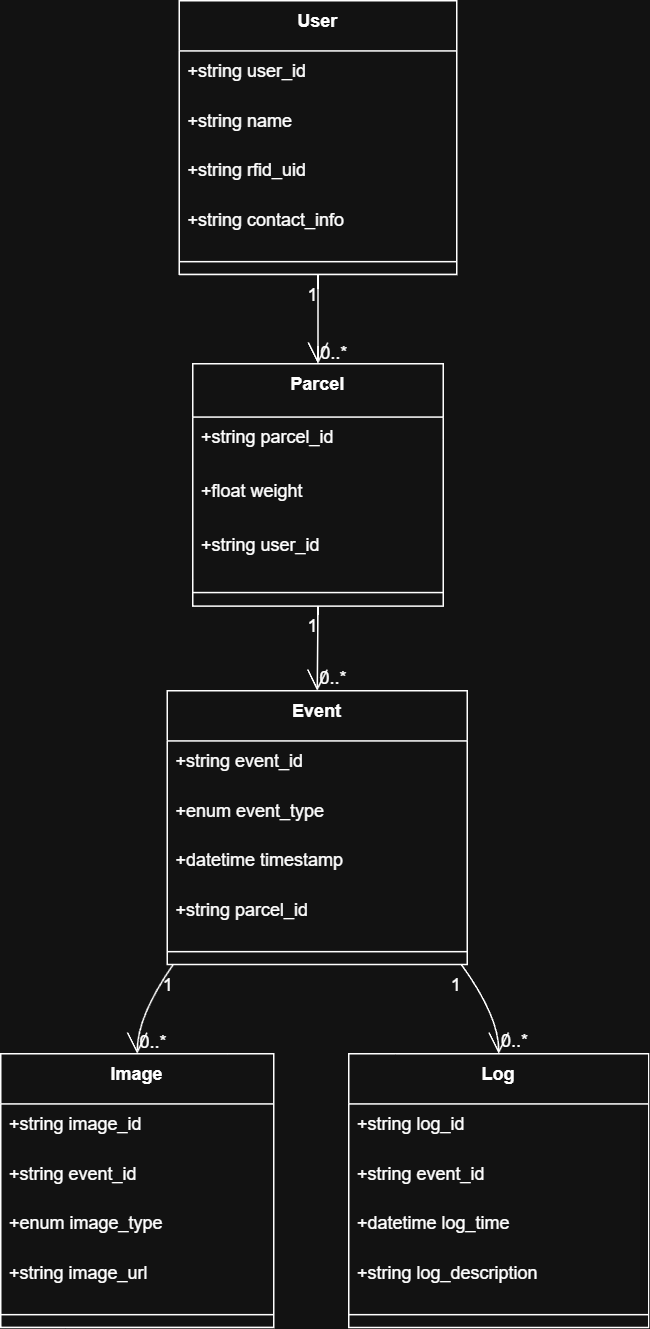 User
+string user_id
+string name
+string rfid_uid
+string contact_info
1
0..*
Parcel
+string parcel_id
+float weight
+string user_id
1
0..*
Event
+string event_id
+enum event_type
+datetime timestamp
+string parcel_id
1
1
0..*
0..*
Image
+string image_id
+string event_id
+enum image_type
+string image_url
Log
+string log_id
+string event_id
+datetime log_time
+string log_description